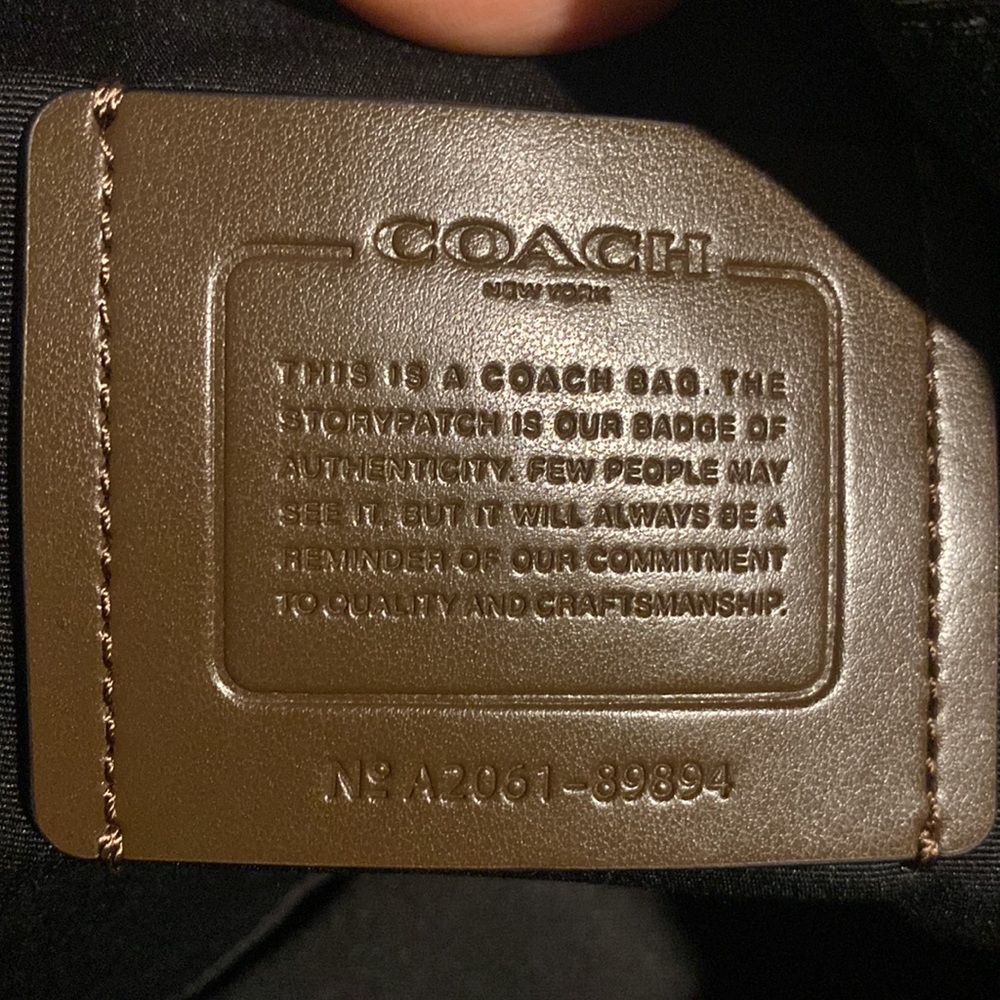 COACH
NEW YORK
THIS IS A COACH BAG. THE
STORYPATCH IS OUR BADGE OF
AUTHENTICITY. FEW PEOPLE MAY
SEE IT, BUT IT WILL ALWAYS BE A
REMINDER OF OUR COMMITMENT
TO QUALITY AND CRAFTSMANSHIP.
Nº A2061-89894